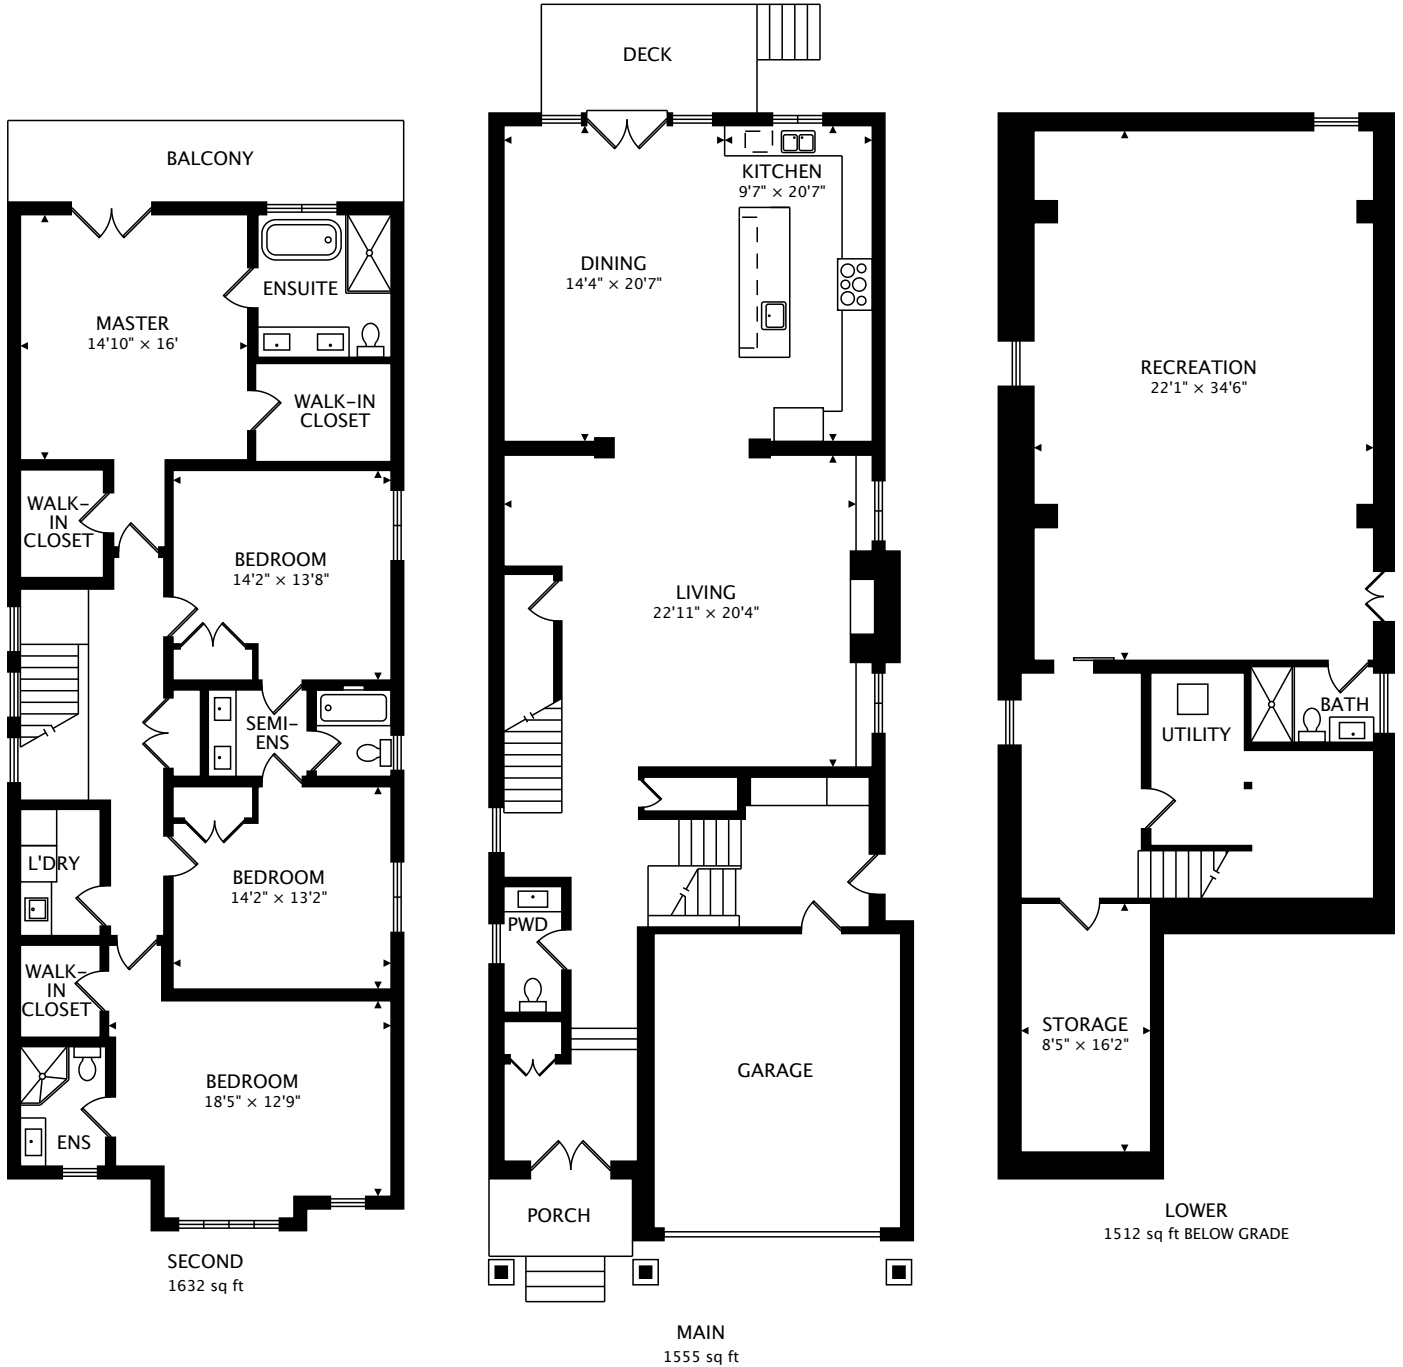 BALCONY
MASTER
14'10" × 16'
ENSUITE
WALK-IN
CLOSET
WALK-
IN
CLOSET
BEDROOM
14'2" × 13'8"
SEMI-
ENS
L'DRY
BEDROOM
14'2" × 13'2"
WALK-
IN
CLOSET
BEDROOM
18'5" × 12'9"
ENS
SECOND
1632 sq ft
DECK
KITCHEN
9'7" × 20'7"
DINING
14'4" × 20'7"
LIVING
22'11" × 20'4"
PWD
GARAGE
PORCH
MAIN
1555 sq ft
RECREATION
22'1" × 34'6"
BATH
UTILITY
STORAGE
8'5" × 16'2"
LOWER
1512 sq ft BELOW GRADE